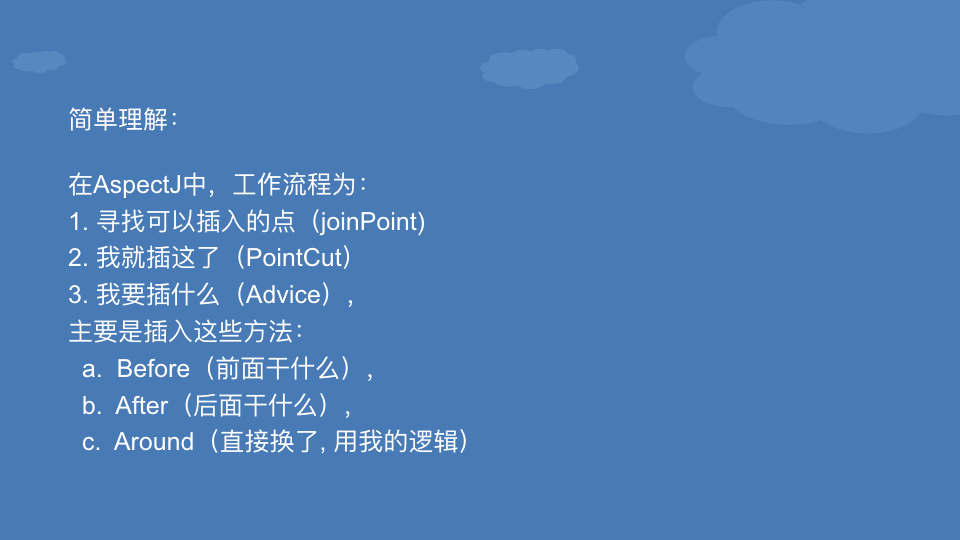 简单理解：
在AspectJ中，工作流程为：
1. 寻找可以插入的点（joinPoint)
2. 我就插这了（PointCut）
3. 我要插什么（Advice），
主要是插入这些方法：
a. Before（前面干什么），
b. After（后面干什么），
c. Around（直接换了, 用我的逻辑）